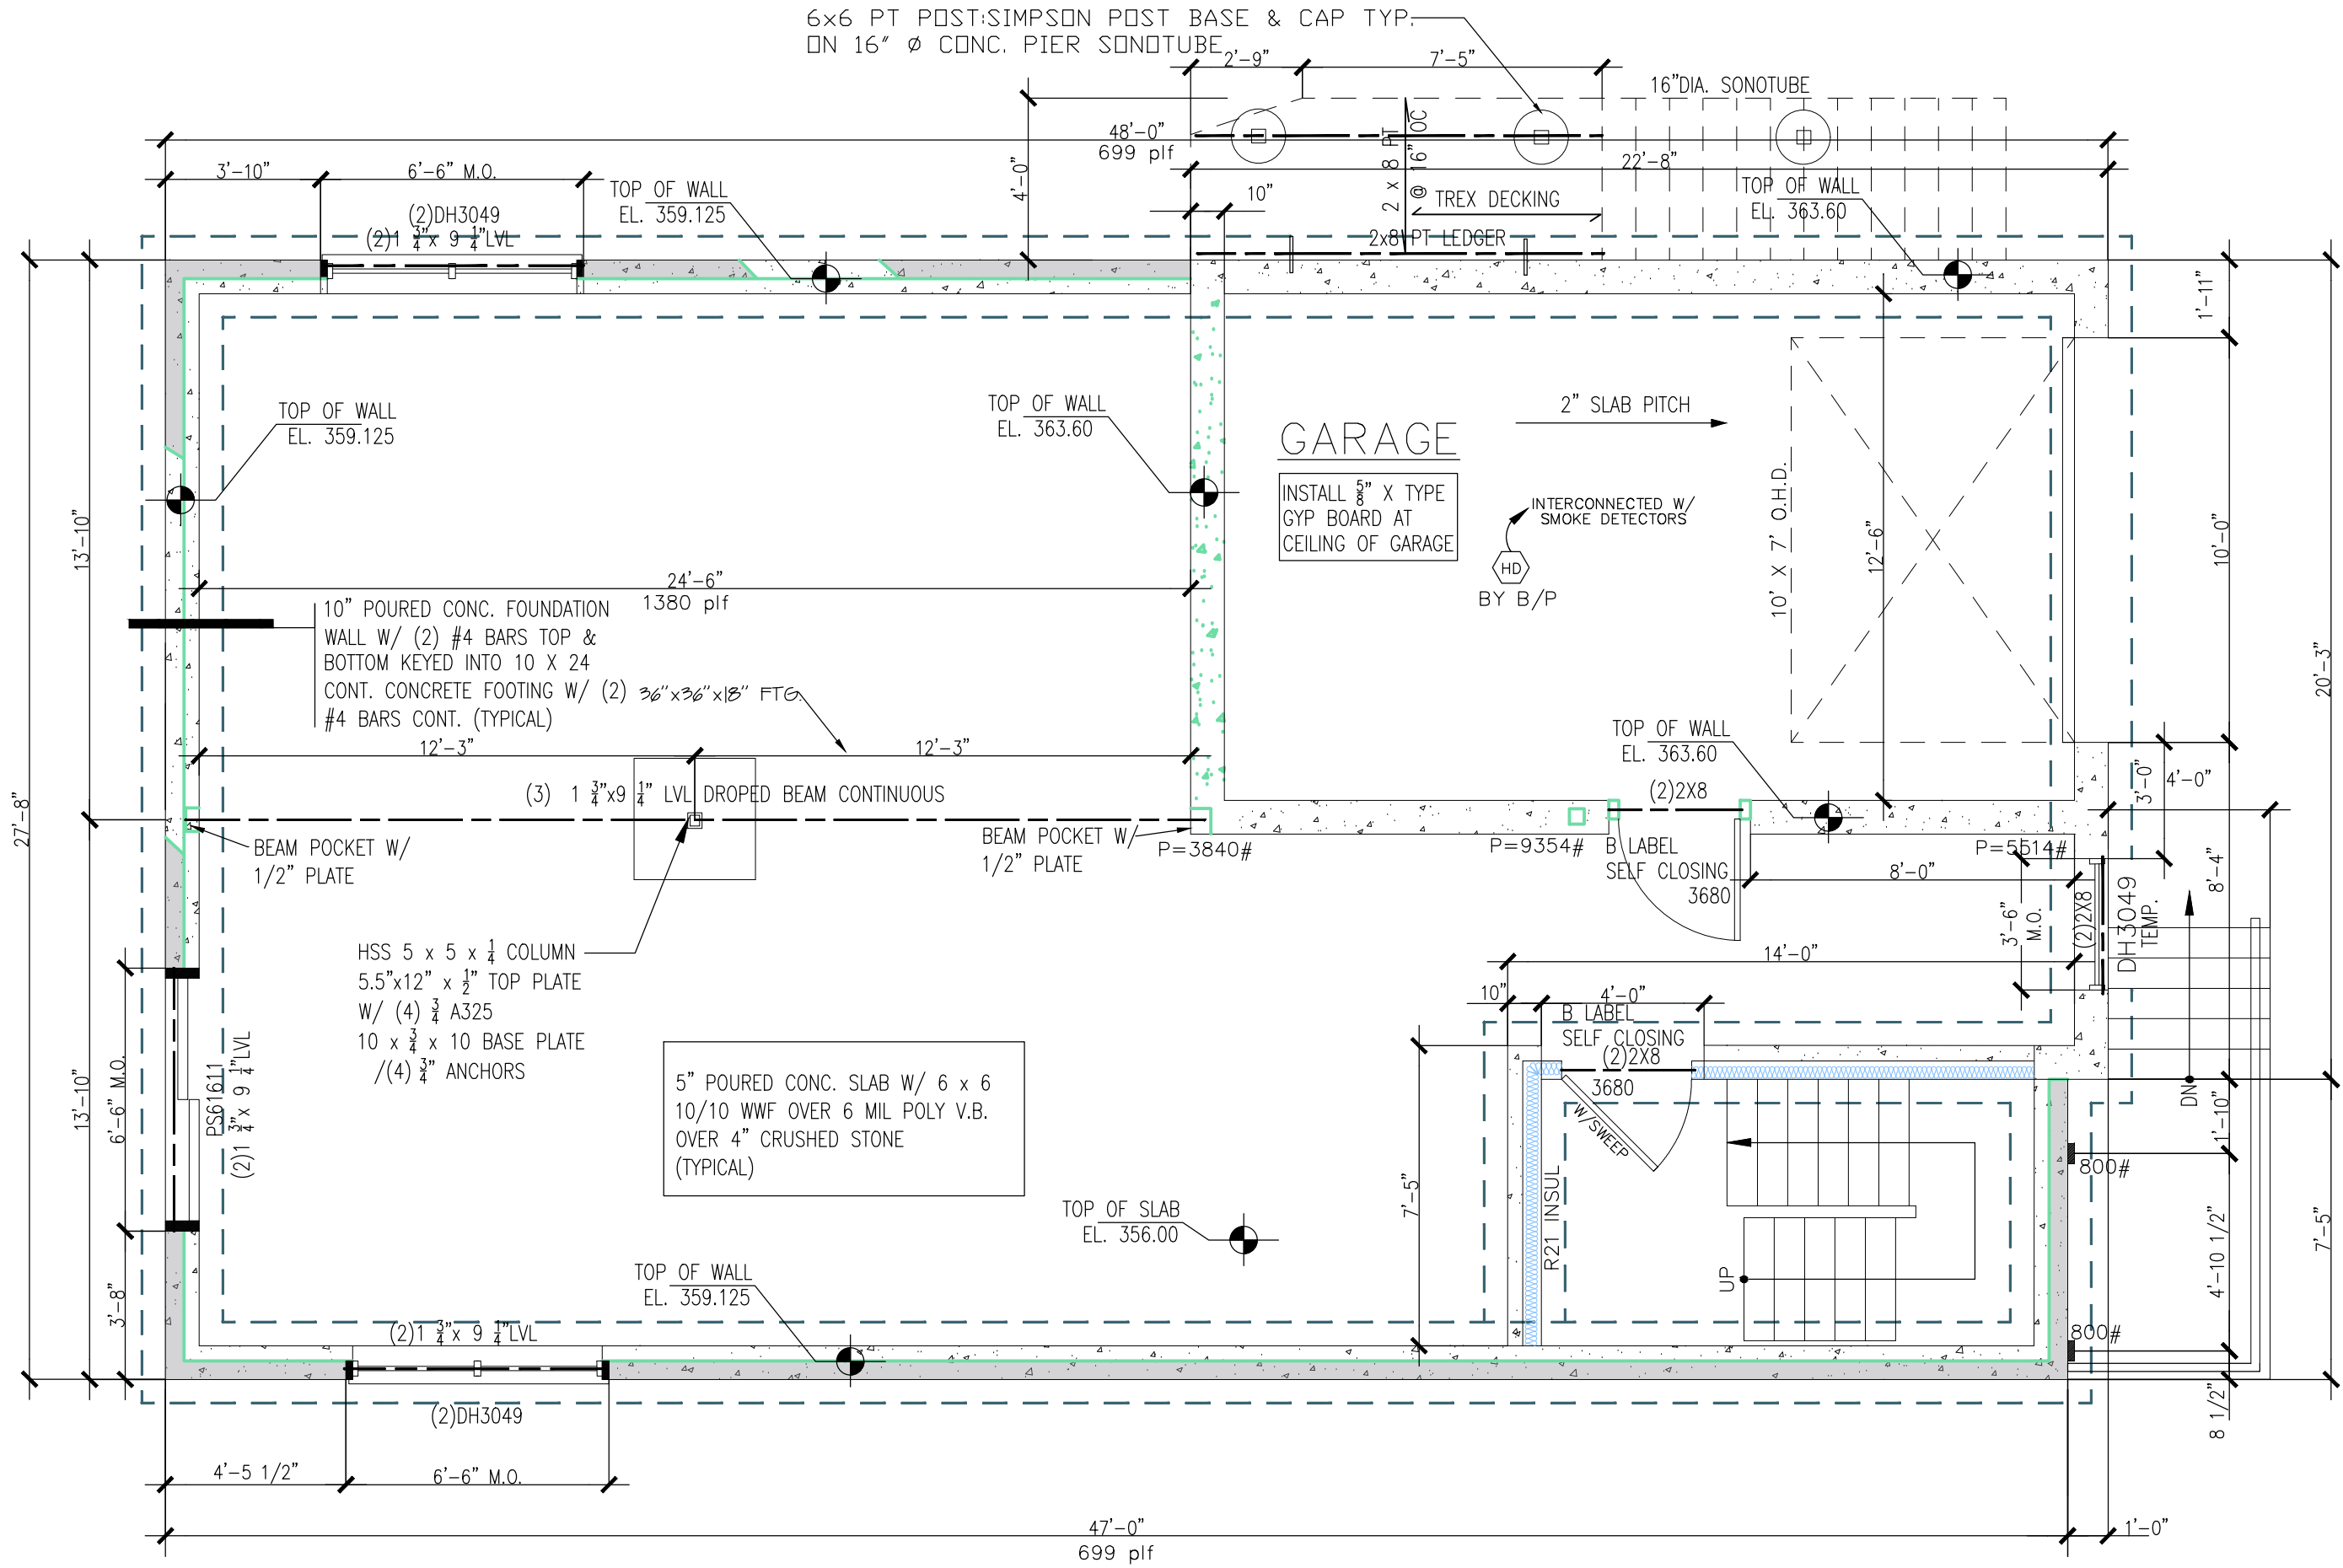 6x6 PT POST;SIMPSON POST BASE & CAP TYP.
ON 16" Ø CONC. PIER SONOTUBE
2'-9"
7'-5"
16"DIA. SONOTUBE
48'-0"
699 plf
22'-8"
3'-10"
6'-6" M.O.
TOP OF WALL
EL. 359.125
4'-0"
10"
2 x 8 PT
@ 16" OC
TREX DECKING
TOP OF WALL
EL. 363.60
(2)DH3049
(2)1 3/4"x 9 1/4"LVL
2x8 PT LEDGER
1'-11"
TOP OF WALL
EL. 359.125
TOP OF WALL
EL. 363.60
2" SLAB PITCH
GARAGE
INSTALL 5/8" X TYPE
GYP BOARD AT
CEILING OF GARAGE
INTERCONNECTED W/
SMOKE DETECTORS
HD
BY B/P
10' X 7' O.H.D.
12'-6"
10'-0"
20'-3"
13'-10"
24'-6"
1380 plf
10" POURED CONC. FOUNDATION
WALL W/ (2) #4 BARS TOP &
BOTTOM KEYED INTO 10 X 24
CONT. CONCRETE FOOTING W/ (2)
#4 BARS CONT. (TYPICAL)
36"x36"x18" FTG.
12'-3"
12'-3"
TOP OF WALL
EL. 363.60
3'-0"
4'-0"
27'-8"
(3) 1 3/4"x9 1/4" LVL DROPED BEAM CONTINUOUS
(2)2X8
BEAM POCKET W/
1/2" PLATE
BEAM POCKET W/
1/2" PLATE
P=3840#
P=9354#
B LABEL
SELF CLOSING
3680
P=5514#
8'-0"
8'-4"
3'-6"
M.O.
(2)2X8
DH3049
TEMP.
HSS 5 x 5 x 1/4 COLUMN
5.5"x12" x 1/2" TOP PLATE
W/ (4) 3/4 A325
10 x 3/4 x 10 BASE PLATE
/(4) 3/4" ANCHORS
14'-0"
10"
4'-0"
B LABEL
SELF CLOSING
(2)2X8
3680
W/SWEEP
13'-10"
6'-6" M.O.
PS61611
(2)1 3/4"x 9 1/4"LVL
5" POURED CONC. SLAB W/ 6 x 6
10/10 WWF OVER 6 MIL POLY V.B.
OVER 4" CRUSHED STONE
(TYPICAL)
DN
1'-10"
800#
7'-5"
R21 INSUL
TOP OF SLAB
EL. 356.00
UP
4'-10 1/2"
7'-5"
3'-8"
TOP OF WALL
EL. 359.125
800#
(2)1 3/4"x 9 1/4"LVL
(2)DH3049
8 1/2"
4'-5 1/2"
6'-6" M.O.
47'-0"
699 plf
1'-0"